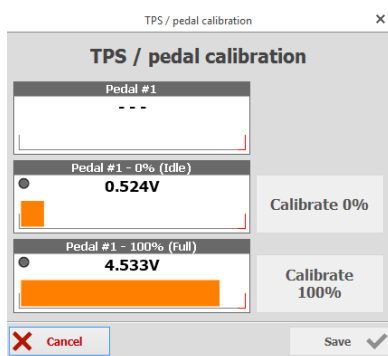 TPS / pedal calibration
TPS / pedal calibration
Pedal #1
- - -
Pedal #1 - 0% (Idle)
0.524V
Calibrate 0%
Pedal #1 - 100% (Full)
4.533V
Calibrate
100%
Cancel
Save